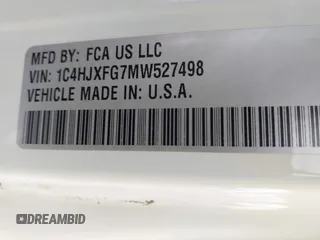 MFD BY: FCA US LLC
VIN: 1C4HJXFG7MW527498
VEHICLE MADE IN: U.S.A.
DREAMBID